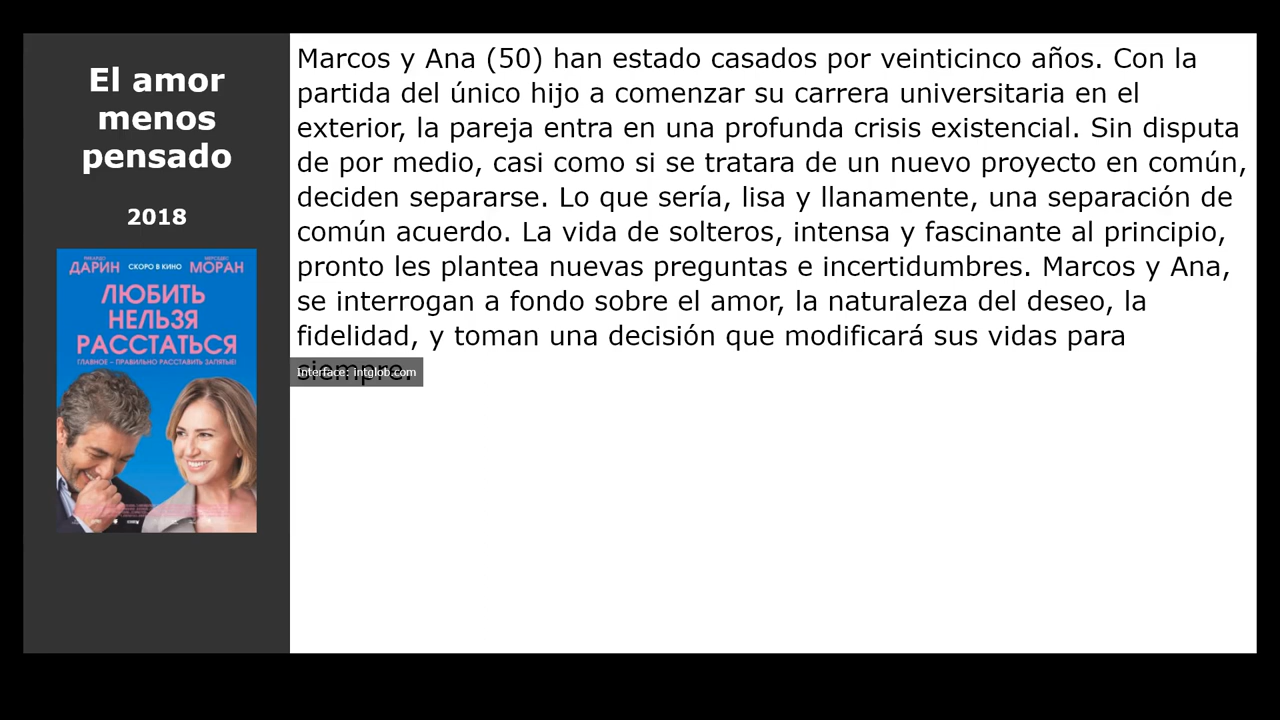 El amor
menos
pensado
2018
ДАРИН СКОРО В КИНО МОРАН
ЛЮБИТЬ
НЕЛЬЗЯ
РАССТАТЬСЯ
ГЛАВНОЕ – ПРАВИЛЬНО РАССТАВИТЬ ЗАПЯТЫЕ!
Marcos y Ana (50) han estado casados por veinticinco años. Con la
partida del único hijo a comenzar su carrera universitaria en el
exterior, la pareja entra en una profunda crisis existencial. Sin disputa
de por medio, casi como si se tratara de un nuevo proyecto en común,
deciden separarse. Lo que sería, lisa y llanamente, una separación de
común acuerdo. La vida de solteros, intensa y fascinante al principio,
pronto les plantea nuevas preguntas e incertidumbres. Marcos y Ana,
se interrogan a fondo sobre el amor, la naturaleza del deseo, la
fidelidad, y toman una decisión que modificará sus vidas para
siempre.
Interface: intglob.com